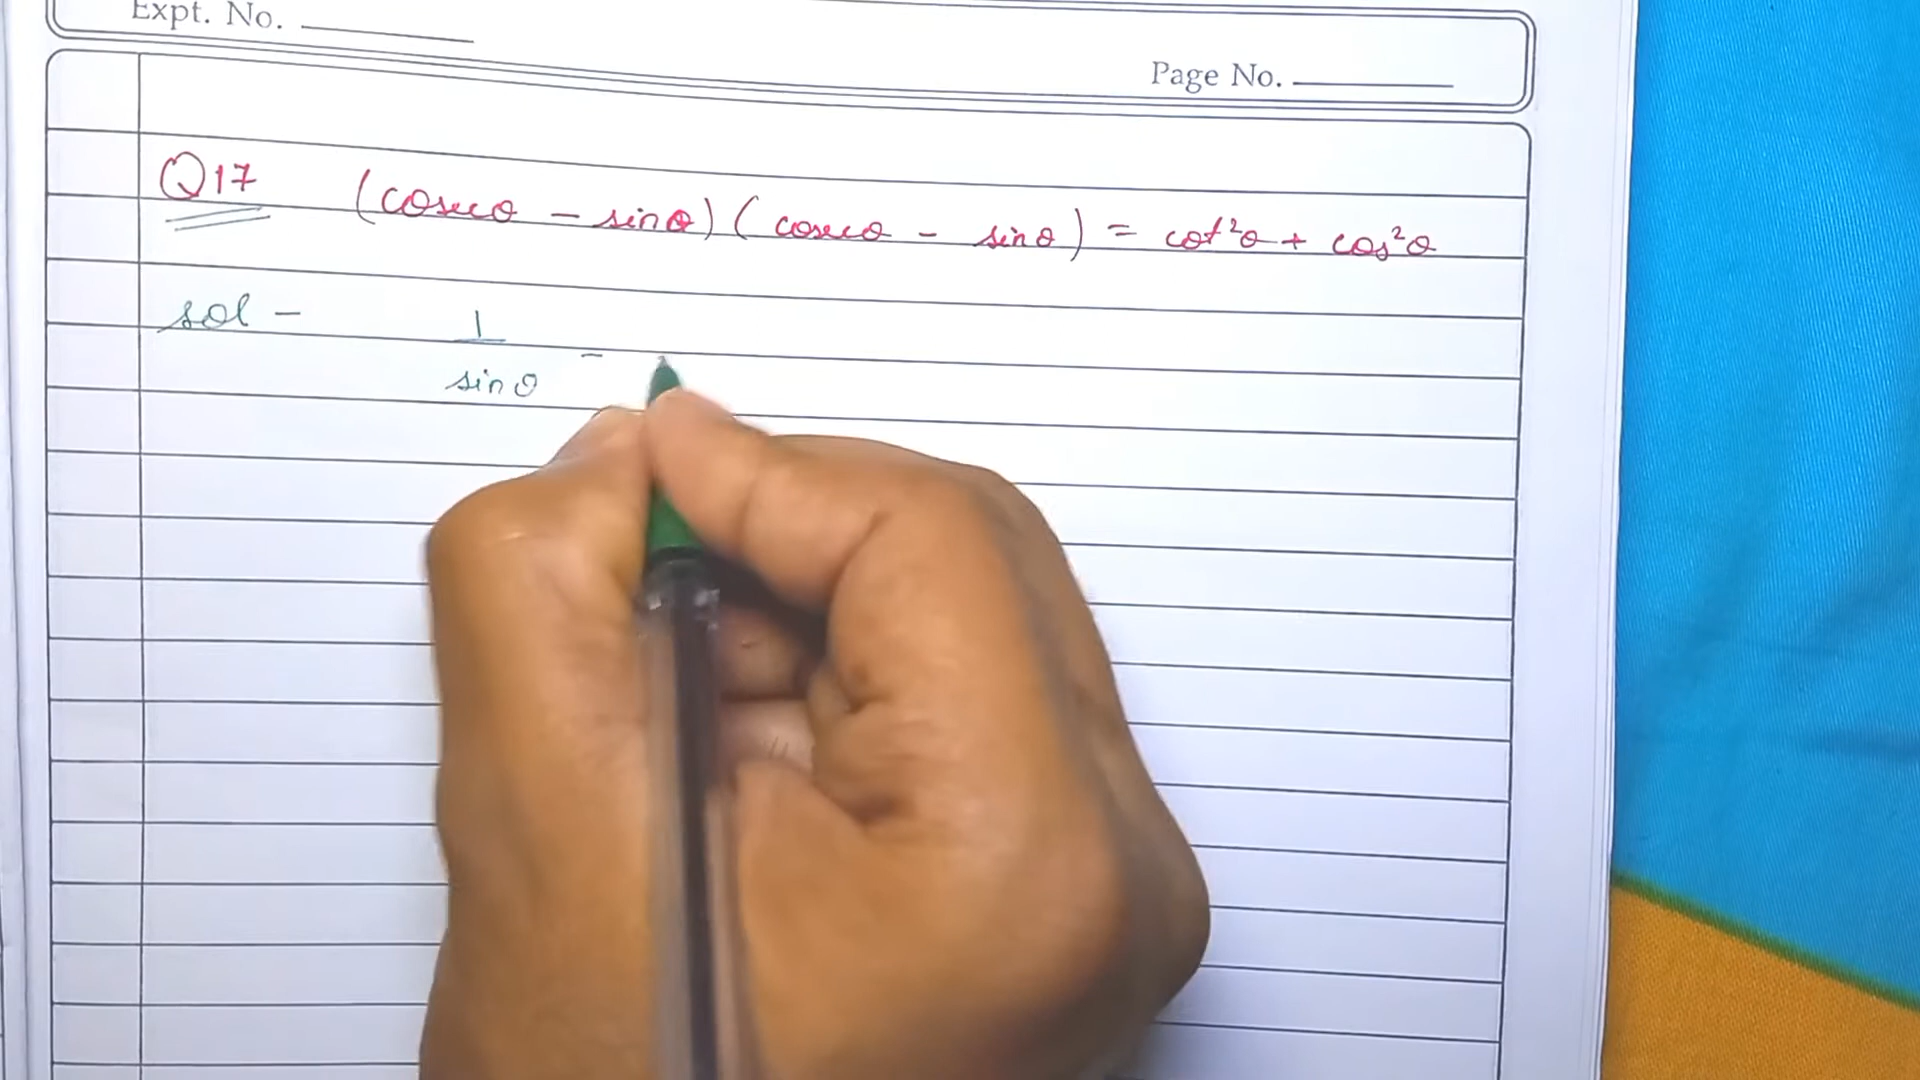 Expt. No.
Page No.
Q17 (cosecθ - sinθ) (cosecθ - sinθ) = cot²θ + cos²θ
sol - 1
-
sinθ